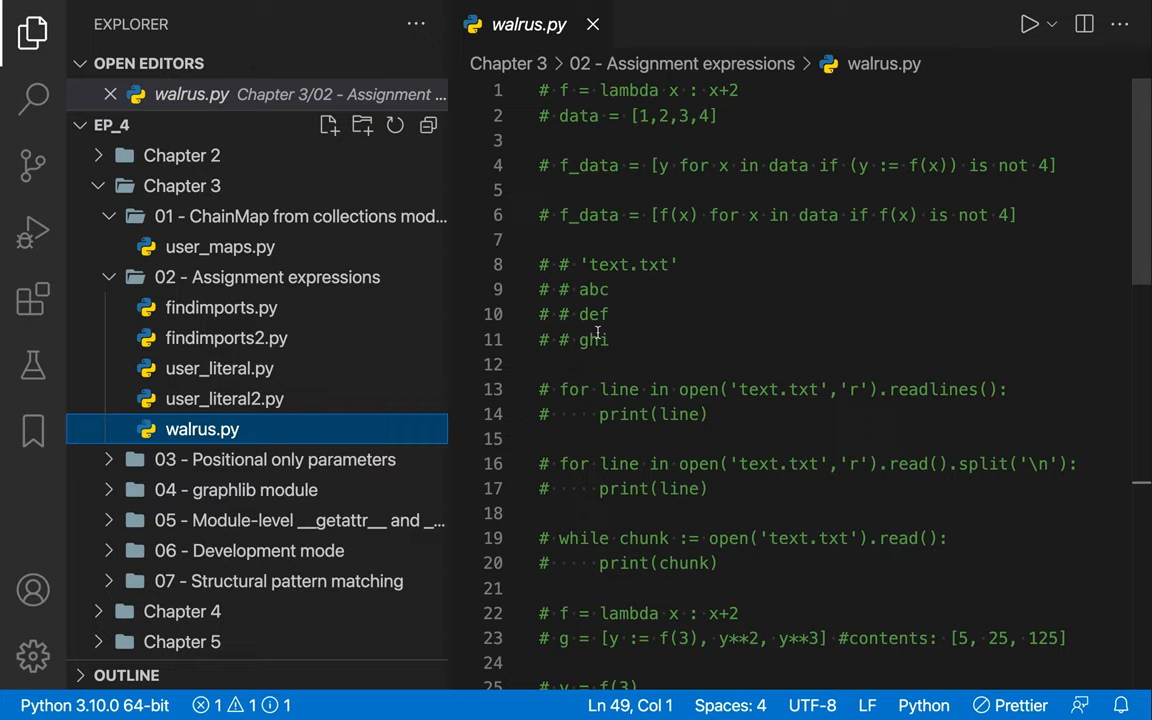 EXPLORER
OPEN EDITORS
walrus.py Chapter 3/02 - Assignment ...
EP_4
Chapter 2
Chapter 3
01 - ChainMap from collections mod...
user_maps.py
02 - Assignment expressions
findimports.py
findimports2.py
user_literal.py
user_literal2.py
walrus.py
03 - Positional only parameters
04 - graphlib module
05 - Module-level __getattr__ and _...
06 - Development mode
07 - Structural pattern matching
Chapter 4
Chapter 5
OUTLINE
walrus.py
Chapter 3 > 02 - Assignment expressions > walrus.py
1 # f = lambda x : x+2
2 # data = [1,2,3,4]
3
4 # f_data = [y for x in data if (y := f(x)) is not 4]
5
6 # f_data = [f(x) for x in data if f(x) is not 4]
7
8 # # 'text.txt'
9 # # abc
10 # # def
11 # # ghi
12
13 # for line in open('text.txt','r').readlines():
14 #     print(line)
15
16 # for line in open('text.txt','r').read().split('\n'):
17 #     print(line)
18
19 # while chunk := open('text.txt').read():
20 #     print(chunk)
21
22 # f = lambda x : x+2
23 # g = [y := f(3), y**2, y**3] #contents: [5, 25, 125]
24
25 # y = f(3)
Python 3.10.0 64-bit 1 1 1 Ln 49, Col 1 Spaces: 4 UTF-8 LF Python Prettier